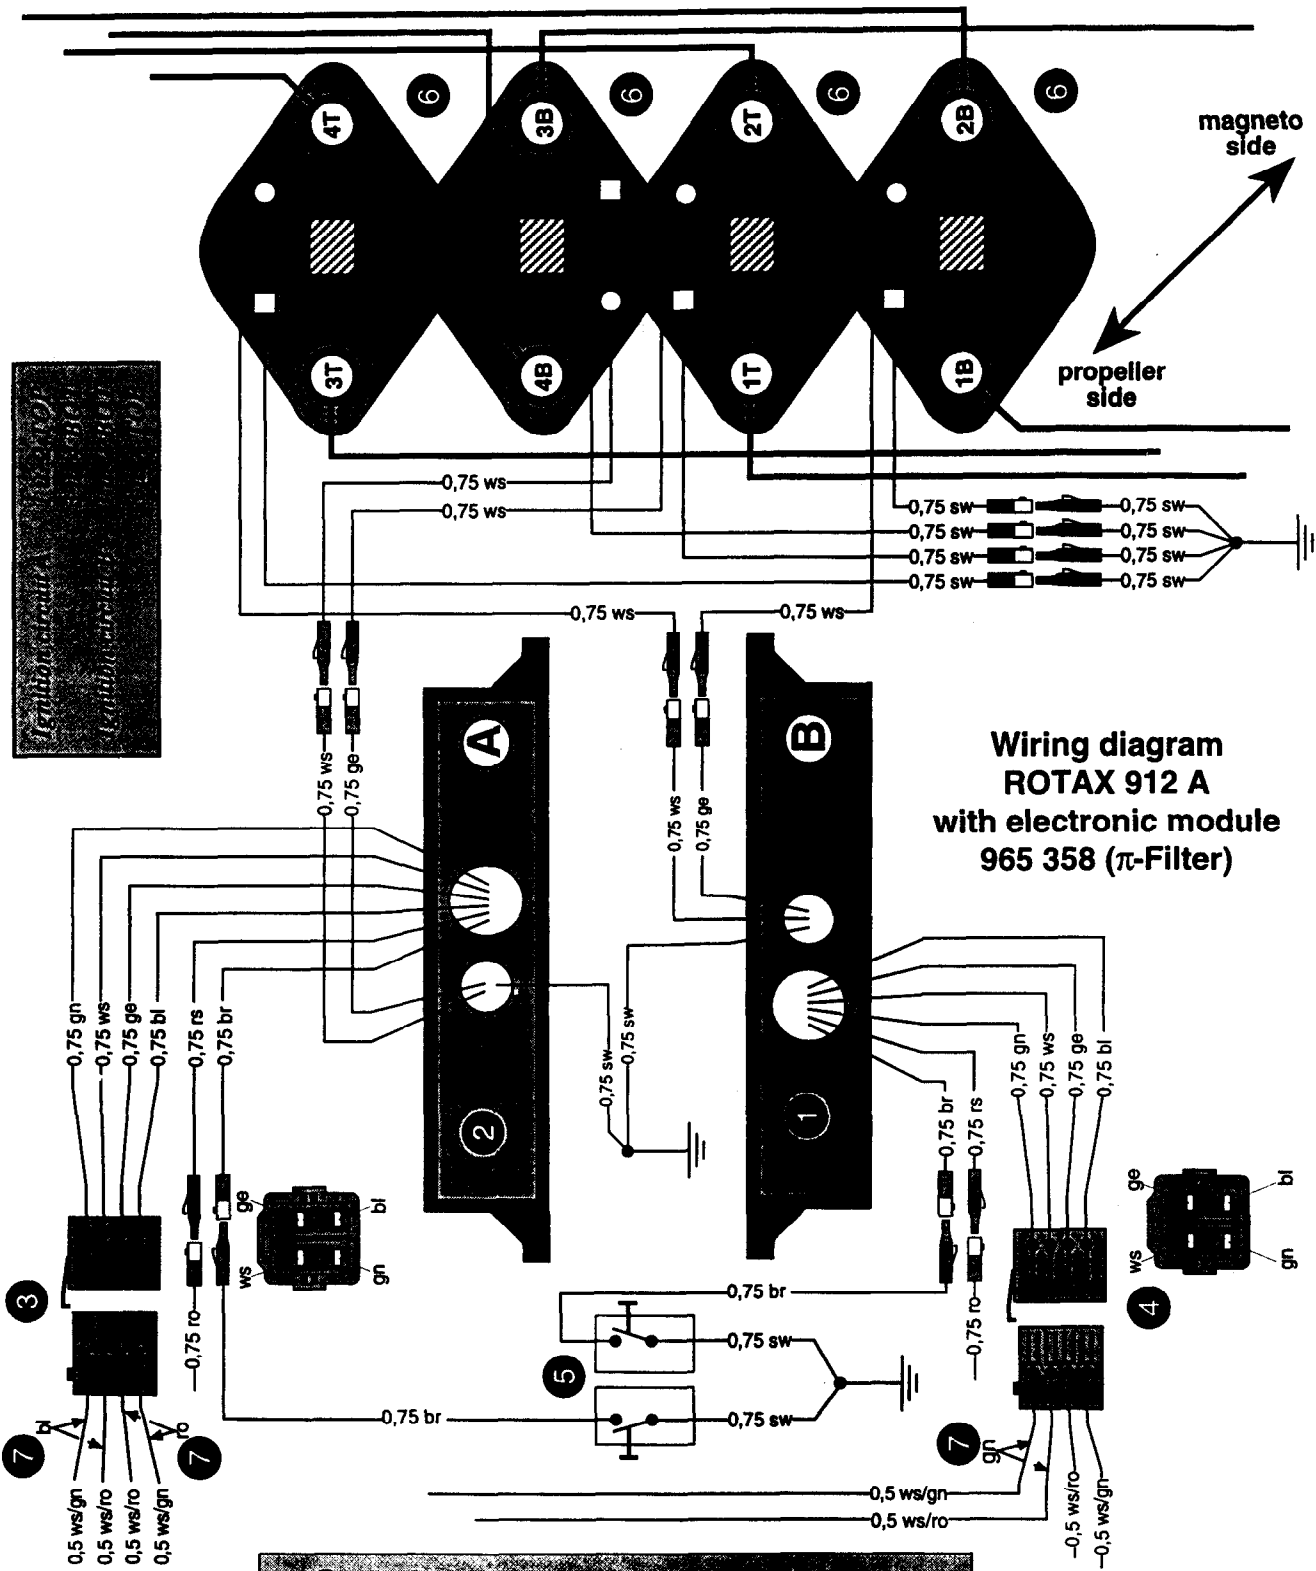 6
6
6
6
4T
3B
2T
2B
magneto
side
3T
4B
1T
1B
propeller
side
0,75 ws
0,75 ws
0,75 sw
0,75 sw
0,75 sw
0,75 sw
0,75 sw
0,75 sw
0,75 sw
0,75 sw
0,75 ws
0,75 ws
Ignition circuit A
Ignition circuit B
A
B
0,75 ws
0,75 ge
0,75 ws
0,75 ge
Wiring diagram
ROTAX 912 A
with electronic module
965 358 (π-Filter)
0,75 gn
0,75 ws
0,75 ge
0,75 bl
0,75 rs
0,75 br
0,75 sw
0,75 sw
2
1
0,75 br
0,75 rs
0,75 gn
0,75 ws
0,75 ge
0,75 bl
ge
bl
ws
gn
ge
bl
ws
gn
3
4
0,75 ro
0,75 br
0,75 sw
0,75 ro
5
0,75 br
0,75 sw
7
bl
ro
7
7
gn
0,5 ws/gn
0,5 ws/ro
0,5 ws/ro
0,5 ws/gn
0,5 ws/gn
0,5 ws/ro
0,5 ws/ro
0,5 ws/gn